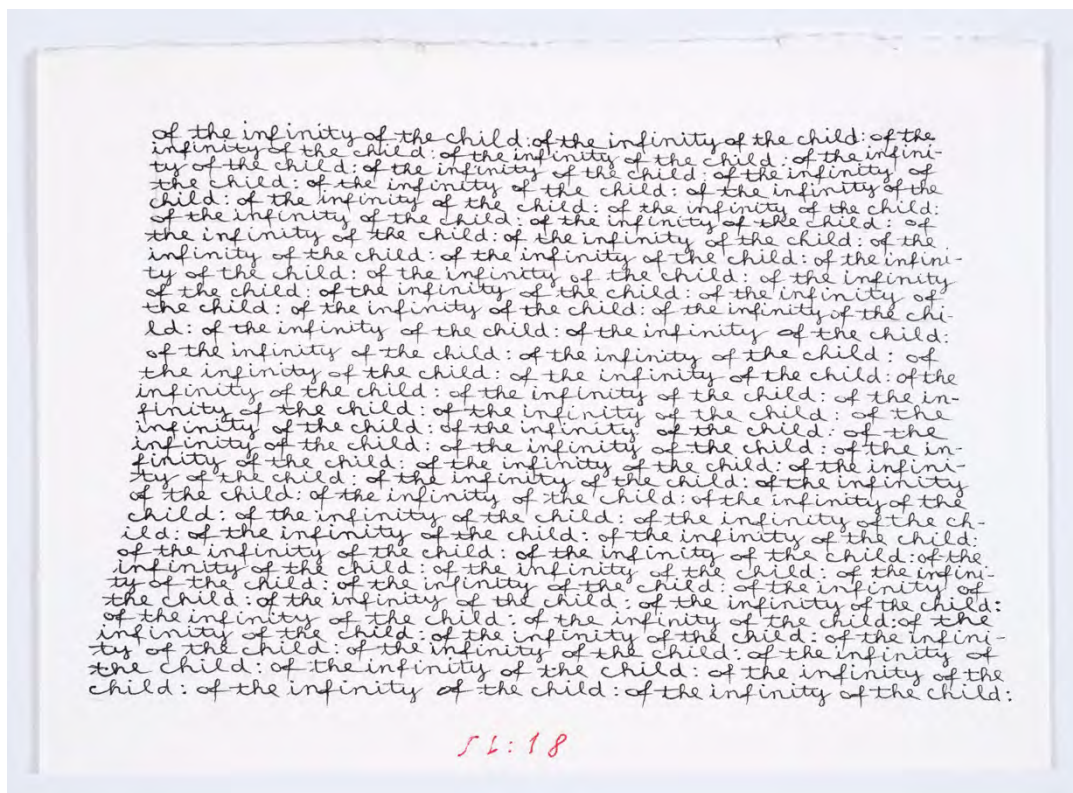 of the infinity of the child: of the infinity of the child: of the
infinity of the child: of the infinity of the child: of the infini-
ty of the child: of the infinity of the child: of the infinity of
the child: of the infinity of the child: of the infinity of the
child: of the infinity of the child: of the infinity of the child:
of the infinity of the child: of the infinity of the child: of
the infinity of the child: of the infinity of the child: of the
infinity of the child: of the infinity of the child: of the infini-
ty of the child: of the infinity of the child: of the infinity
of the child: of the infinity of the child: of the infinity of
the child: of the infinity of the child: of the infinity of the chi-
ld: of the infinity of the child: of the infinity of the child:
of the infinity of the child: of the infinity of the child: of
the infinity of the child: of the infinity of the child: of the
infinity of the child: of the infinity of the child: of the in-
finity of the child: of the infinity of the child: of the
infinity of the child: of the infinity of the child: of the
infinity of the child: of the infinity of the child: of the in-
finity of the child: of the infinity of the child: of the infini-
ty of the child: of the infinity of the child: of the infinity
of the child: of the infinity of the child: of the infinity of the
child: of the infinity of the child: of the infinity of the ch-
ild: of the infinity of the child: of the infinity of the child:
of the infinity of the child: of the infinity of the child: of the
infinity of the child: of the infinity of the child: of the infini-
ty of the child: of the infinity of the child: of the infinity of
the child: of the infinity of the child: of the infinity of the child:
of the infinity of the child: of the infinity of the child: of the
infinity of the child: of the infinity of the child: of the infini-
ty of the child: of the infinity of the child: of the infinity of
the child: of the infinity of the child: of the infinity of the
child: of the infinity of the child: of the infinity of the child:
51:18